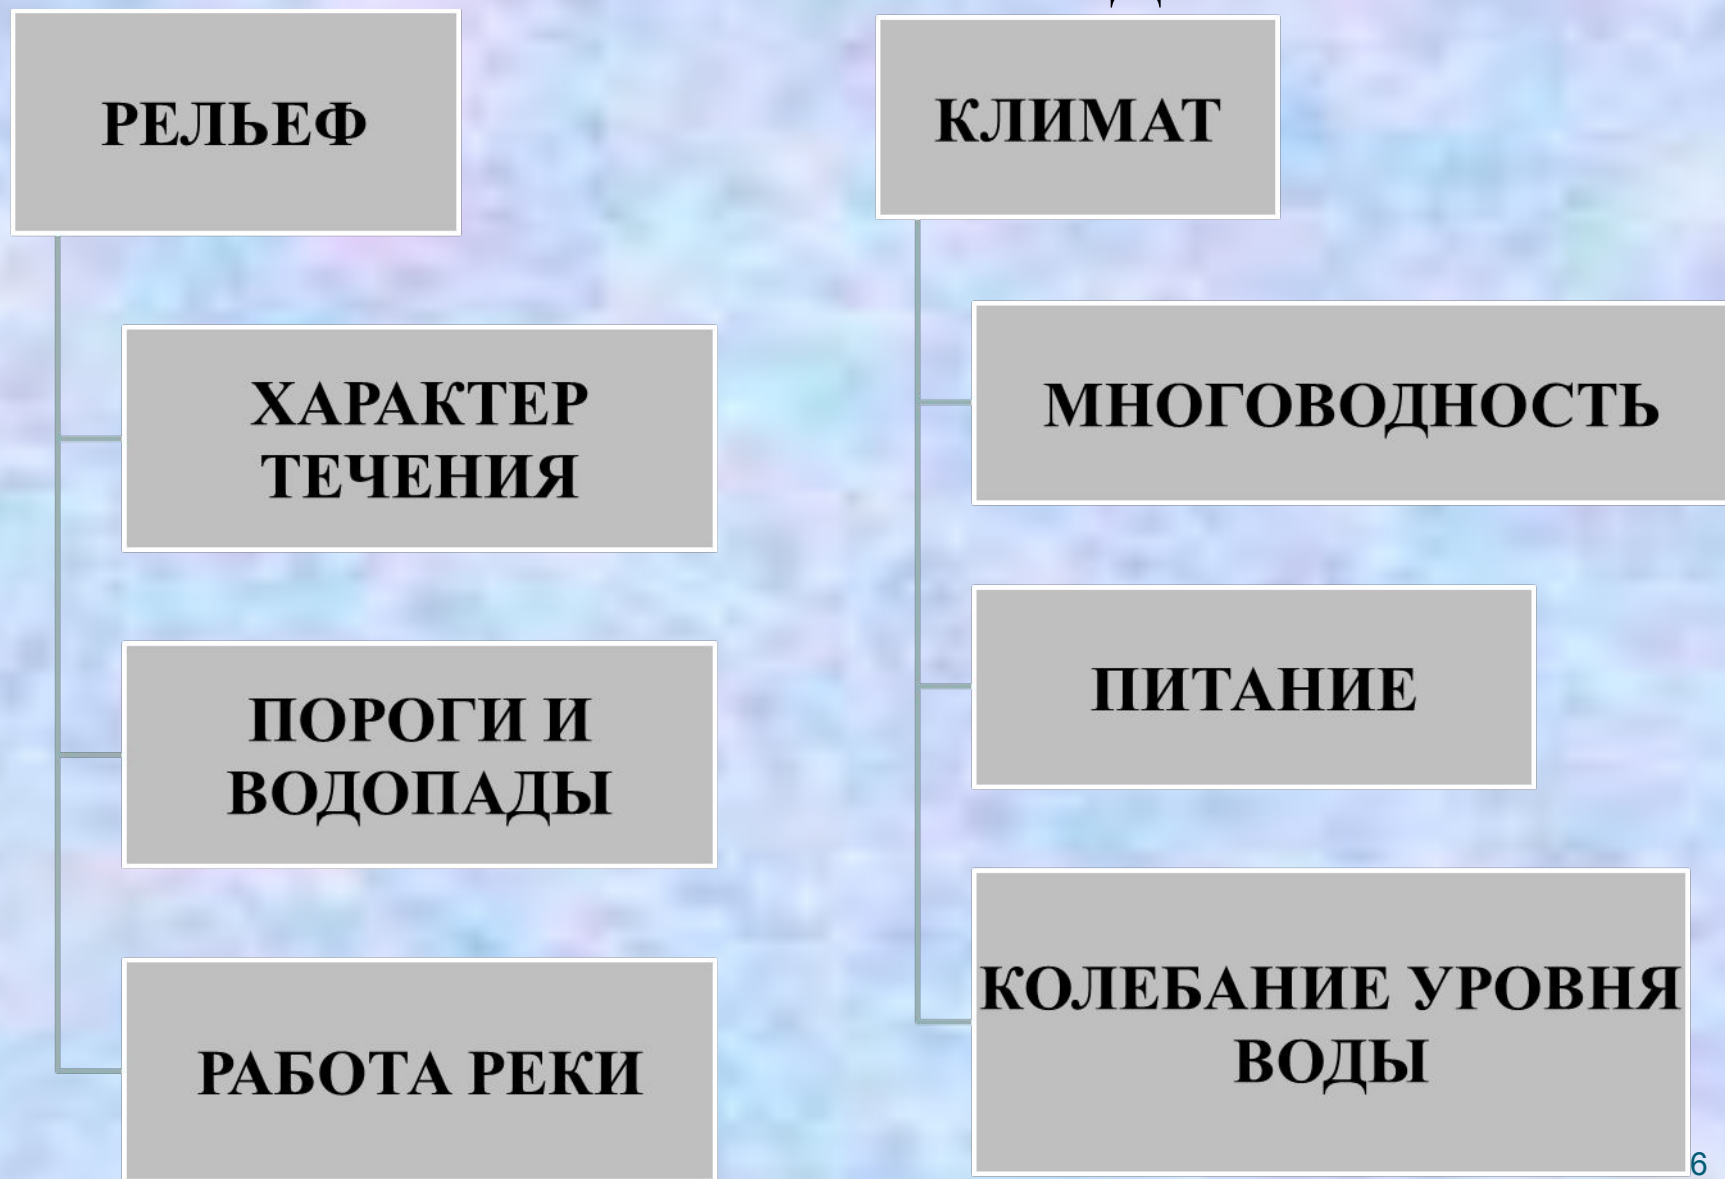 РЕЛЬЕФ
ХАРАКТЕР
ТЕЧЕНИЯ
ПОРОГИ И
ВОДОПАДЫ
РАБОТА РЕКИ
КЛИМАТ
МНОГОВОДНОСТЬ
ПИТАНИЕ
КОЛЕБАНИЕ УРОВНЯ
ВОДЫ
6